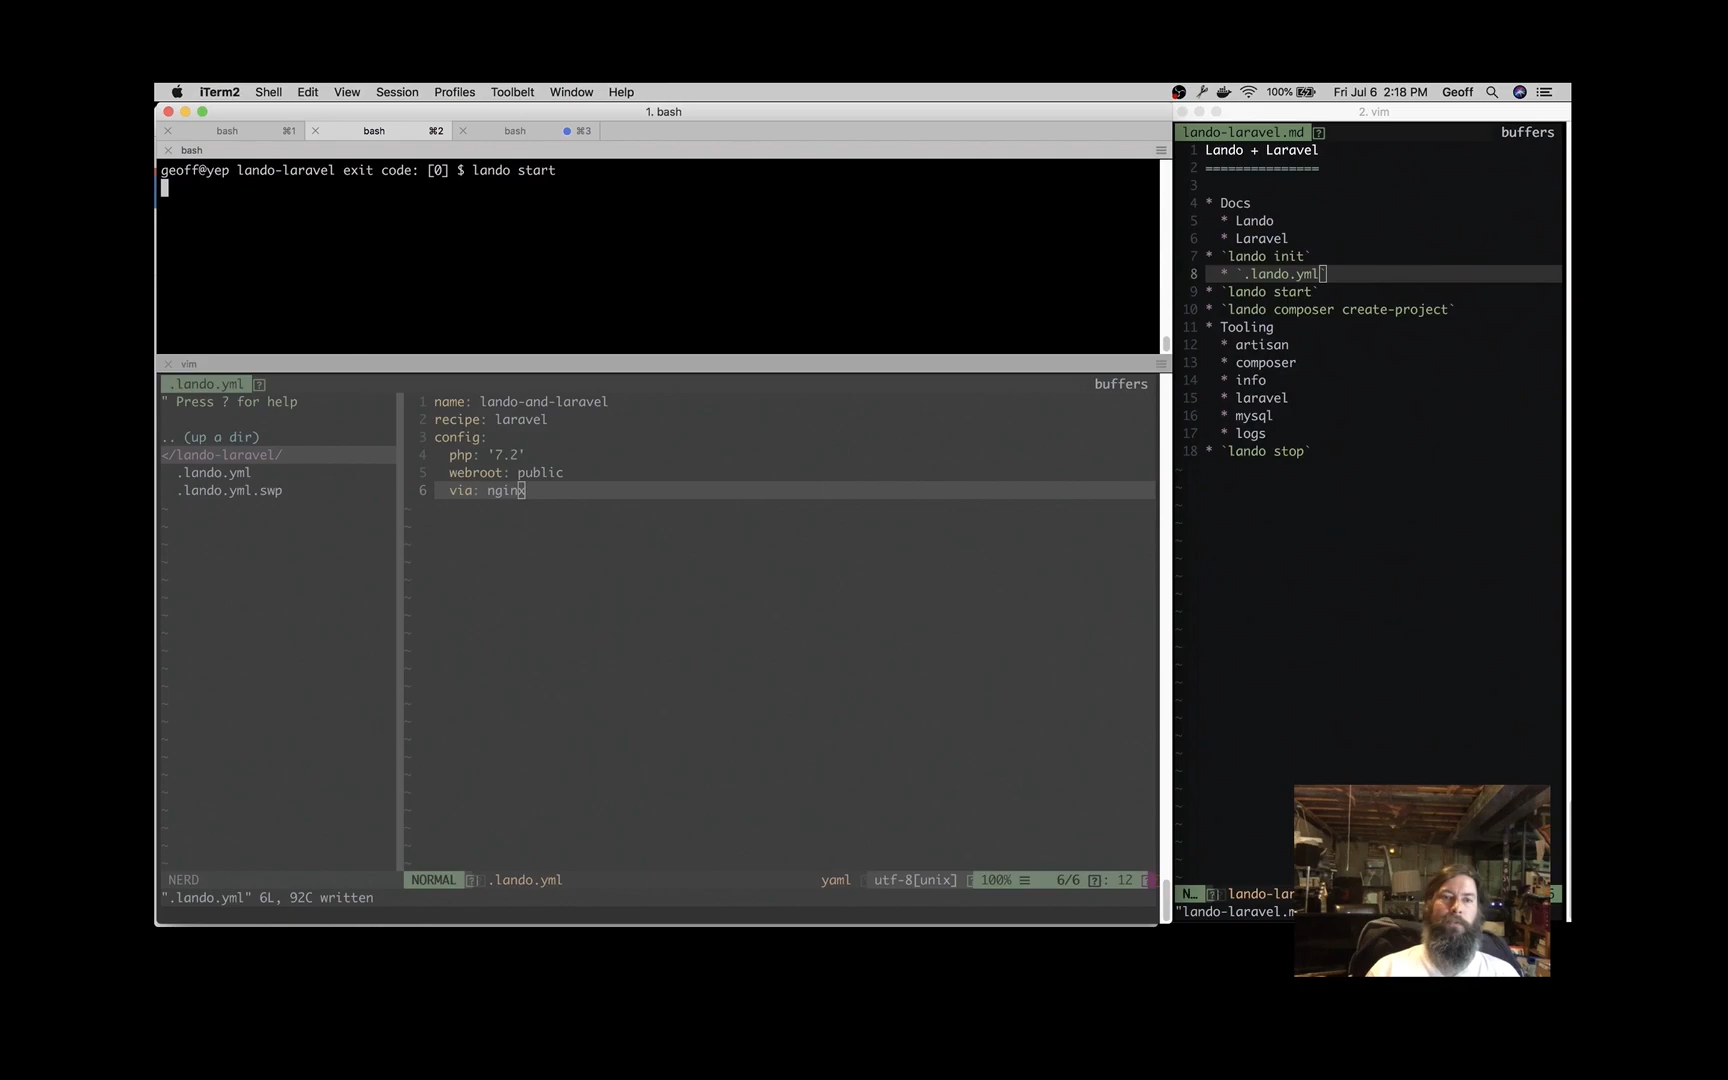 iTerm2 Shell Edit View Session Profiles Toolbelt Window Help 100% Fri Jul 6 2:18 PM Geoff
1. bash
bash ⌘1 bash ⌘2 bash ⌘3
bash
geoff@yep lando-laravel exit code: [0] $ lando start
vim
.lando.yml buffers
" Press ? for help
.. (up a dir)
</lando-laravel/
.lando.yml
.lando.yml.swp
1 name: lando-and-laravel
2 recipe: laravel
3 config:
4 php: '7.2'
5 webroot: public
6 via: nginx
NERD NORMAL .lando.yml yaml utf-8[unix] 100% 6/6 : 12
".lando.yml" 6L, 92C written
2. vim
lando-laravel.md buffers
1 Lando + Laravel
2 ===============
3
4 * Docs
5 * Lando
6 * Laravel
7 * `lando init`
8 * `.lando.yml`
9 * `lando start`
10 * `lando composer create-project`
11 * Tooling
12 * artisan
13 * composer
14 * info
15 * laravel
16 * mysql
17 * logs
18 * `lando stop`
N… lando-lar
"lando-laravel.m